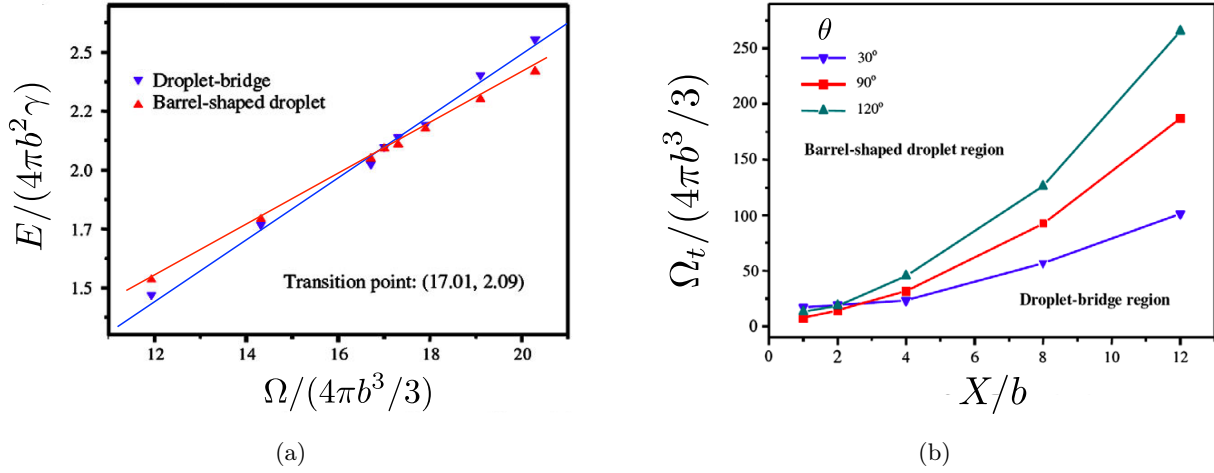 E/(4πb²γ)
2.5
2.2
2.0
1.7
1.5
Droplet-bridge
Barrel-shaped droplet
Transition point: (17.01, 2.09)
12
14
16
18
20
Ω/(4πb³/3)
(a)
Ωₜ/(4πb³/3)
250
200
150
100
50
0
θ
30°
90°
120°
Barrel-shaped droplet region
Droplet-bridge region
0
2
4
6
8
10
12
X/b
(b)